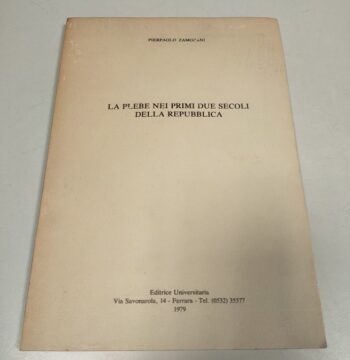 PIERPAOLO ZAMORANI
LA PLEBE NEI PRIMI DUE SECOLI
DELLA REPUBBLICA
Editrice Universitaria
Via Savonarola, 14 - Ferrara - Tel. (0532) 35577
1979